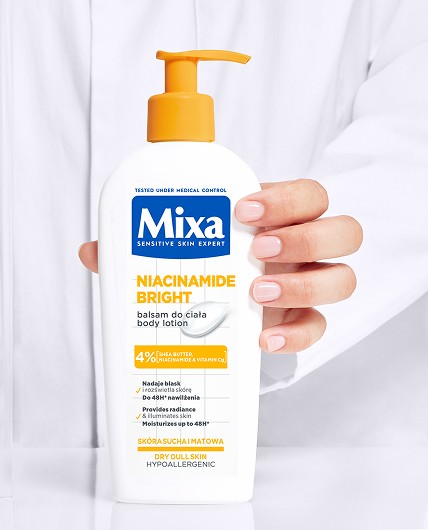 TESTED UNDER MEDICAL CONTROL
Mixa
SENSITIVE SKIN EXPERT
NIACINAMIDE
BRIGHT
balsam do ciała
body lotion
4% [SHEA BUTTER,
NIACINAMIDE & VITAMIN Cg]
Nadaje blask
✓ i rozświetla skórę
Do 48H* nawilżenia
Provides radiance
✓ & illuminates skin
Moisturizes up to 48H*
SKÓRA SUCHA I MATOWA
DRY DULL SKIN
HYPOALLERGENIC